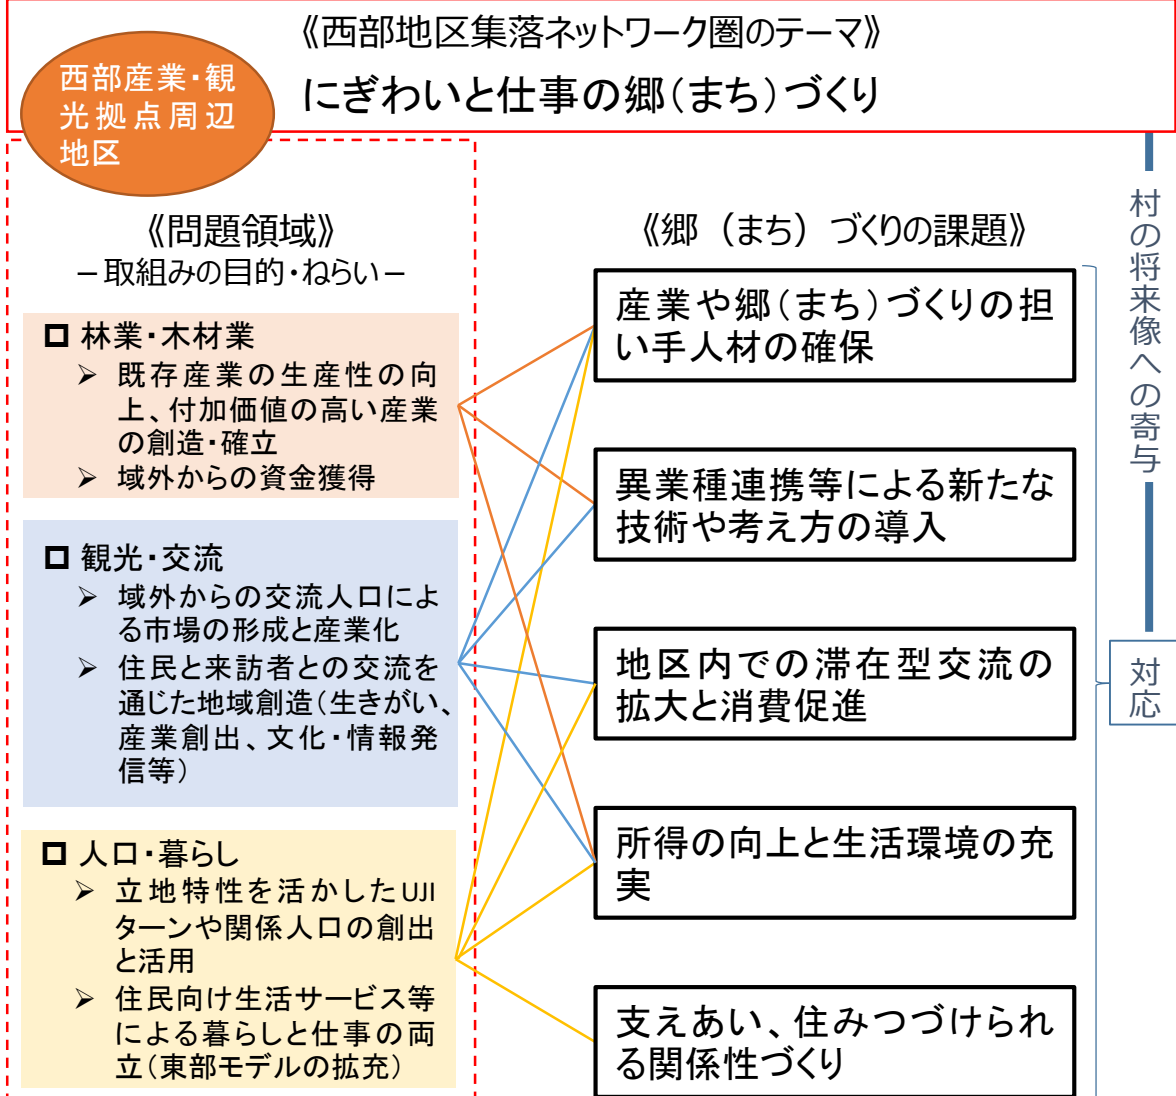 《西部地区集落ネットワーク圏のテーマ》
にぎわいと仕事の郷（まち）づくり
西部産業・観
光拠点周辺
地区
《問題領域》
－取組みの目的・ねらい－
林業・木材業
既存産業の生産性の向
上、付加価値の高い産業
の創造・確立
域外からの資金獲得
観光・交流
域外からの交流人口によ
る市場の形成と産業化
住民と来訪者との交流を
通じた地域創造（生きがい、
産業創出、文化・情報発
信等）
人口・暮らし
立地特性を活かしたUJI
ターンや関係人口の創出
と活用
住民向け生活サービス等
による暮らしと仕事の両
立（東部モデルの拡充）
《郷（まち）づくりの課題》
産業や郷（まち）づくりの担
い手人材の確保
異業種連携等による新たな
技術や考え方の導入
地区内での滞在型交流の
拡大と消費促進
所得の向上と生活環境の充
実
支えあい、住みつづけられ
る関係性づくり
村の将来像への寄与
対応